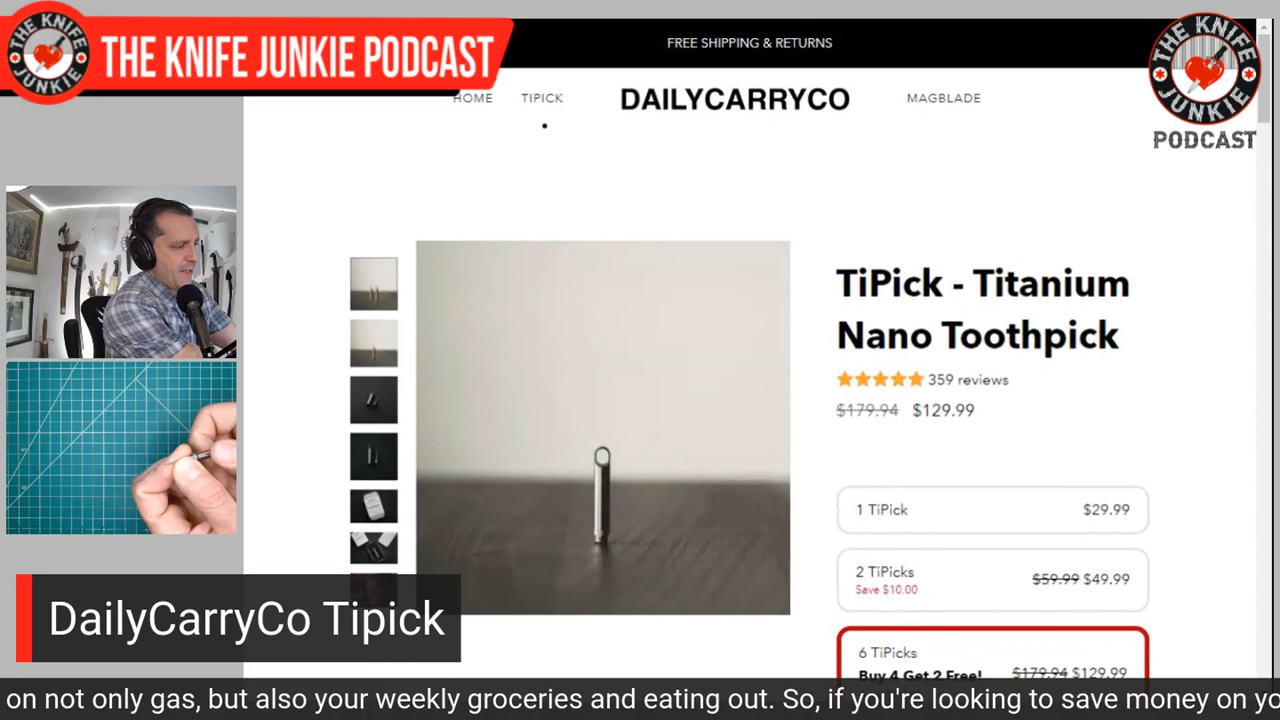 THE KNIFE JUNKIE
THE KNIFE JUNKIE PODCAST
FREE SHIPPING & RETURNS
THE KNIFE JUNKIE
PODCAST
HOME
TIPICK
DAILYCARRYCO
MAGBLADE
TiPick - Titanium
Nano Toothpick
359 reviews
$179.94 $129.99
1 TiPick $29.99
2 TiPicks
Save $10.00
$59.99 $49.99
6 TiPicks
Buy 4 Get 2 Free!
$179.94 $129.99
DailyCarryCo Tipick
on not only gas, but also your weekly groceries and eating out. So, if you're looking to save money on yo